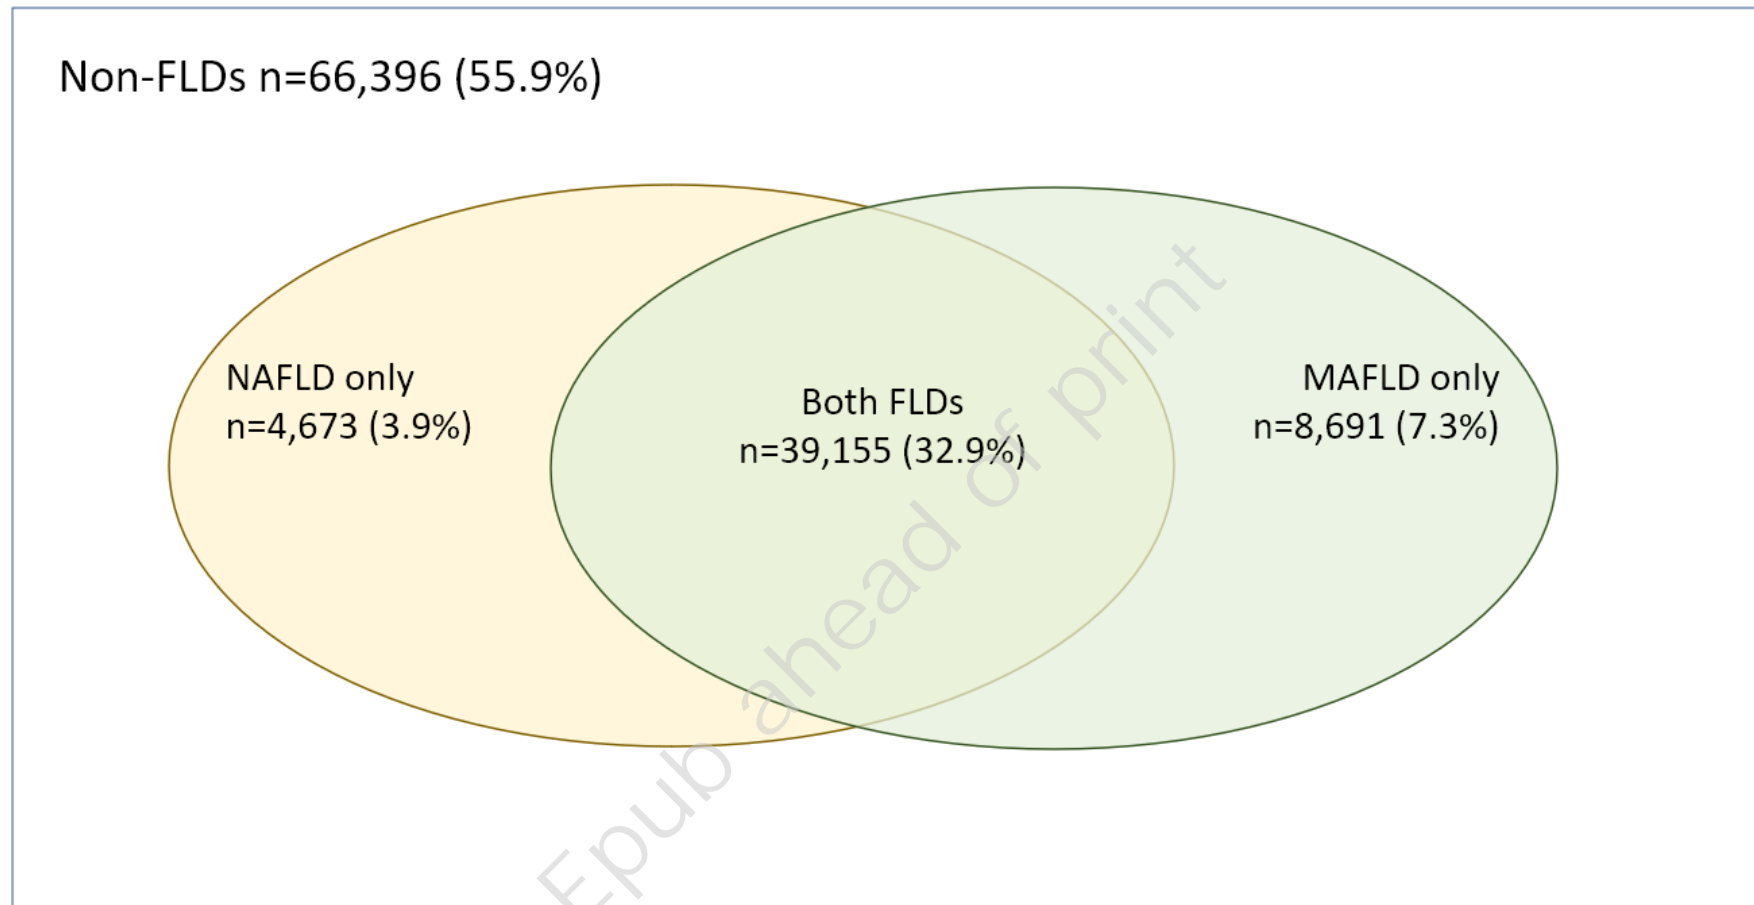 Non-FLDs n=66,396 (55.9%)
NAFLD only
n=4,673 (3.9%)
Both FLDs
n=39,155 (32.9%)
MAFLD only
n=8,691 (7.3%)
Epub ahead of print